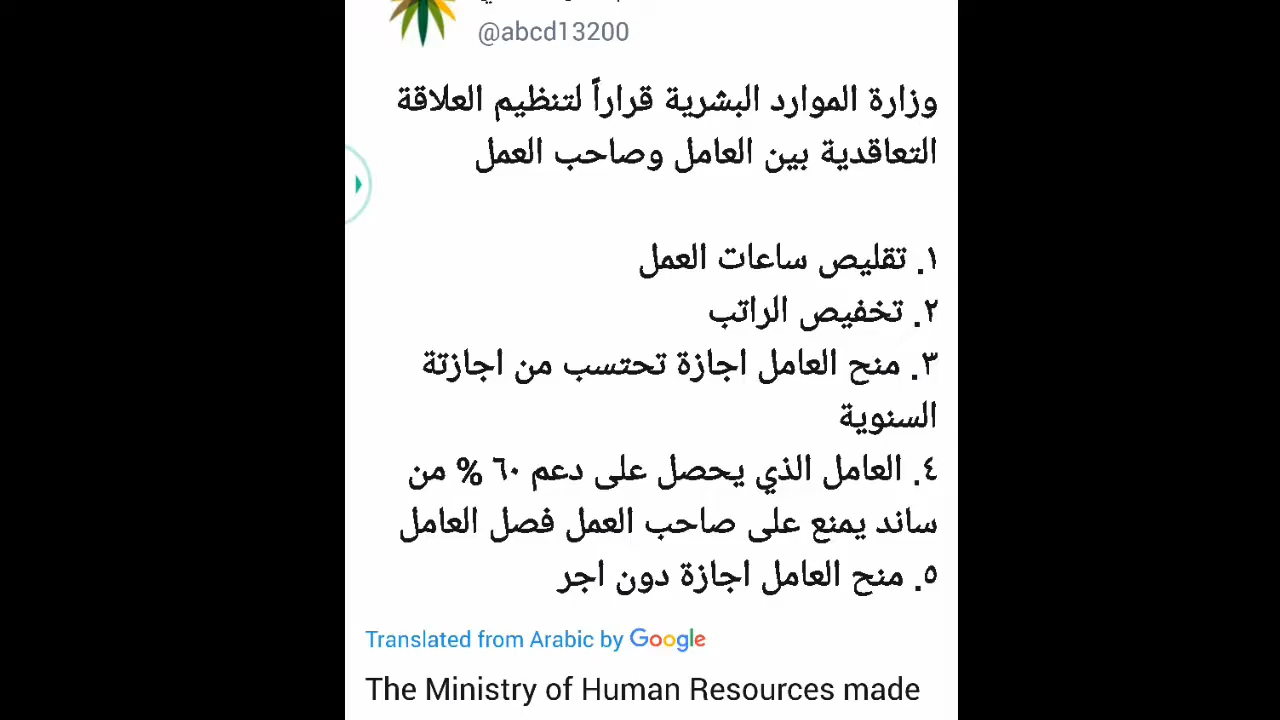 @abcd13200
وزارة الموارد البشرية قراراً لتنظيم العلاقة
التعاقدية بين العامل وصاحب العمل
١. تقليص ساعات العمل
٢. تخفيص الراتب
٣. منح العامل اجازة تحتسب من اجازتة
السنوية
٤. العامل الذي يحصل على دعم ٦٠ % من
ساند يمنع على صاحب العمل فصل العامل
٥. منح العامل اجازة دون اجر
Translated from Arabic by Google
The Ministry of Human Resources made